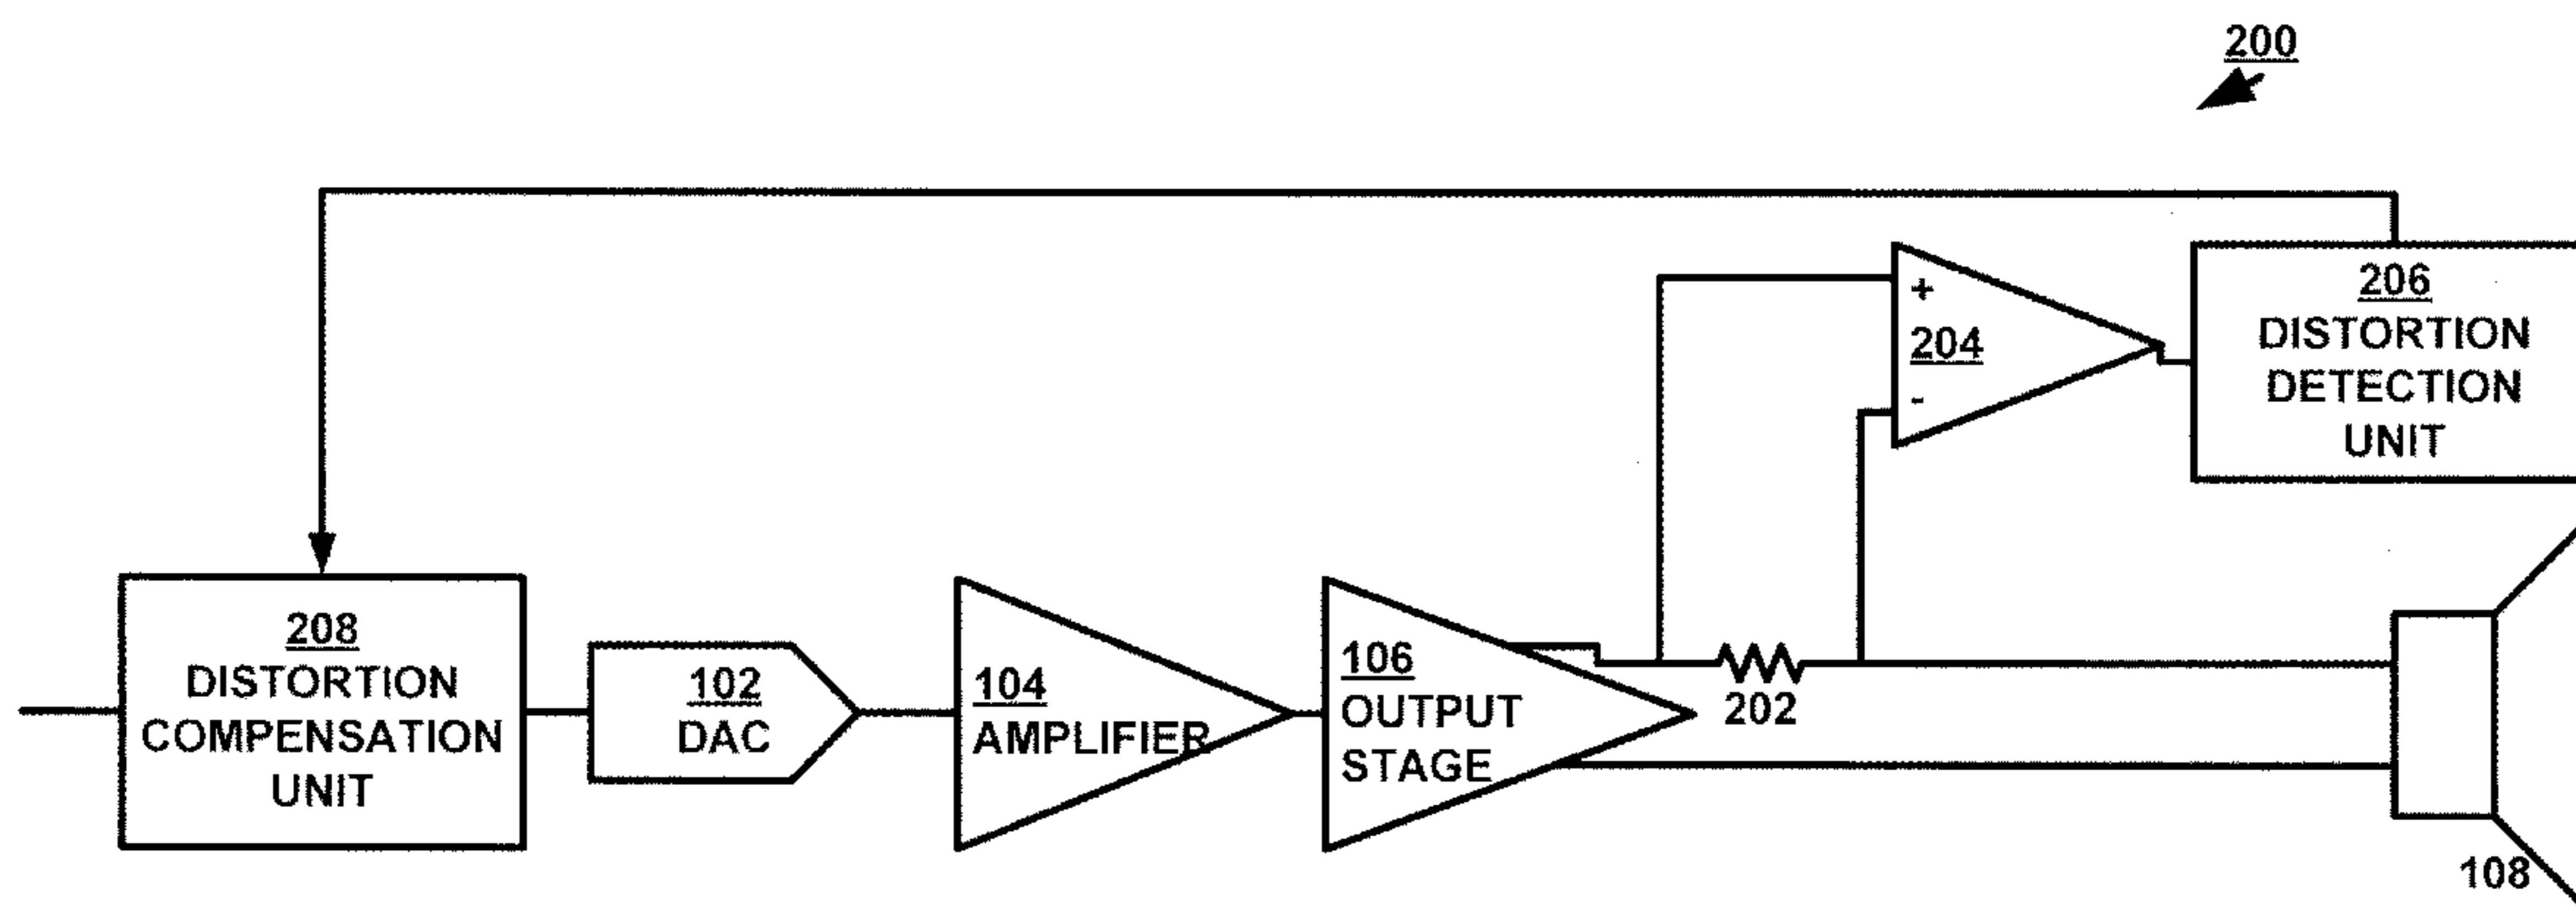 200
206
DISTORTION
DETECTION
UNIT
+
204
-
208
DISTORTION
COMPENSATION
UNIT
102
DAC
104
AMPLIFIER
106
OUTPUT
STAGE
202
108